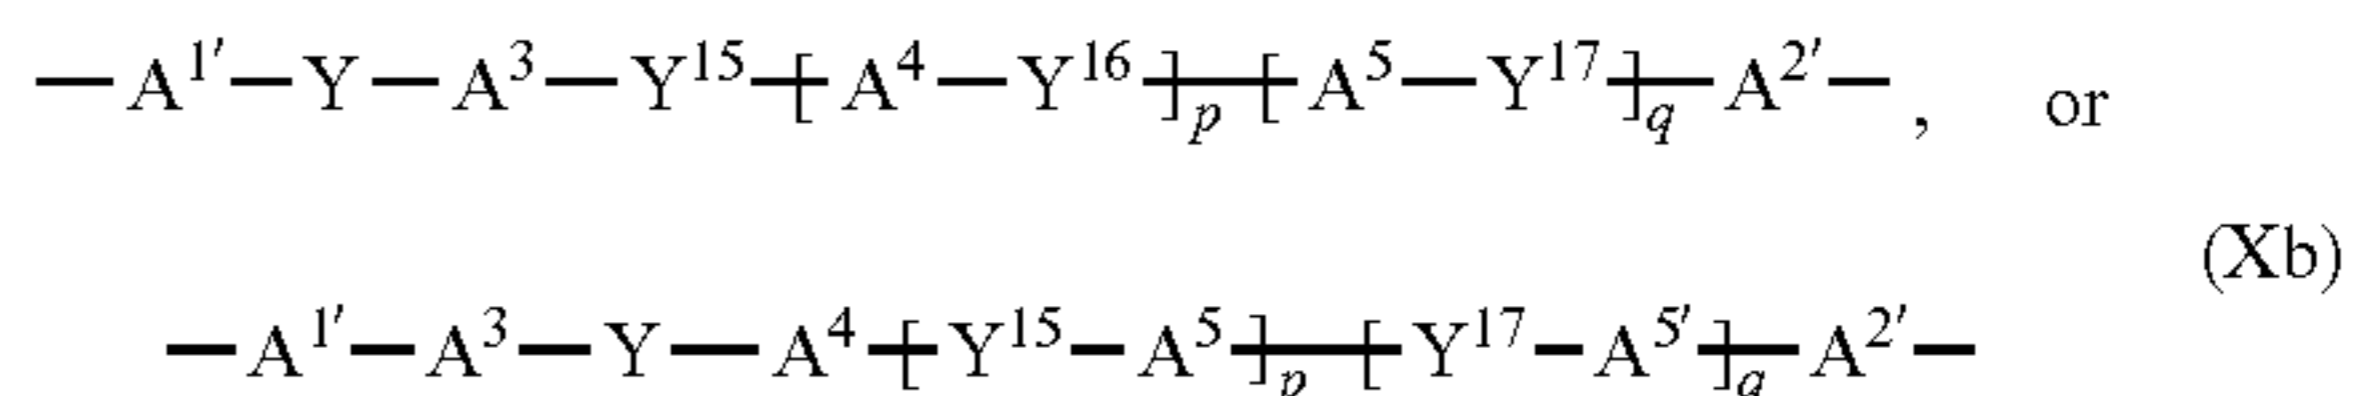 —A¹′—Y—A³—Y¹⁵—[A⁴—Y¹⁶]ₚ—[A⁵—Y¹⁷]q—A²′—, or
(Xb)
—A¹′—A³—Y—A⁴—[Y¹⁵—A⁵]ₚ—[Y¹⁷—A⁵′]q—A²′—